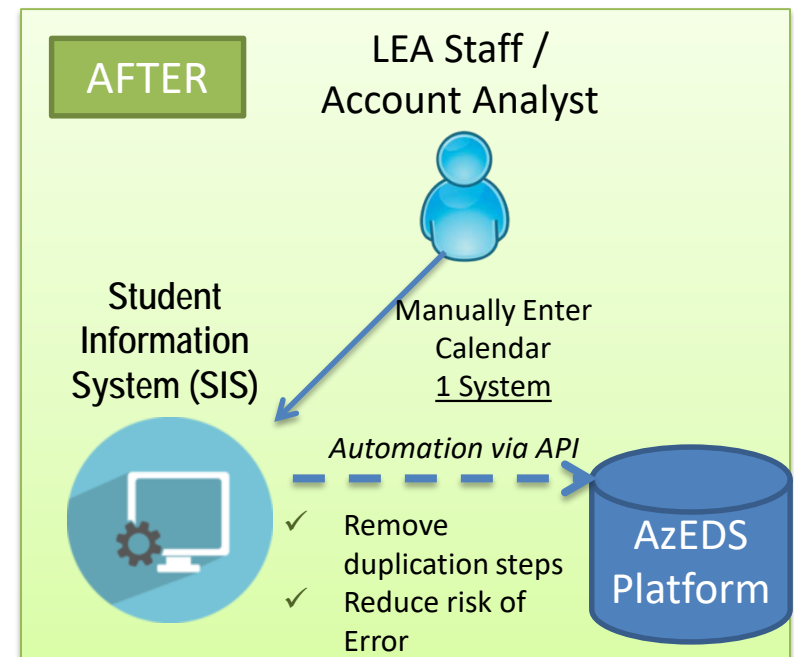 AFTER
LEA Staff /
Account Analyst
Student
Information
System (SIS)
Manually Enter
Calendar
1 System
Automation via API
✓ Remove
duplication steps
✓ Reduce risk of
Error
AzEDS
Platform